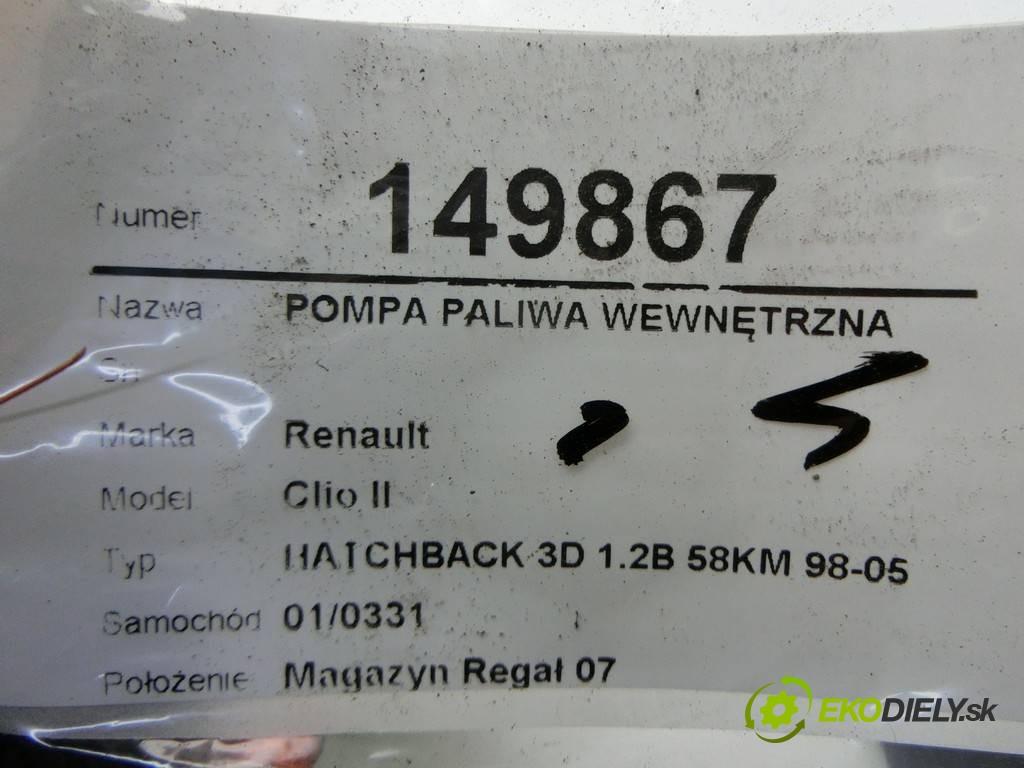 Numer 149867
Nazwa POMPA PALIWA WEWNĘTRZNA
Marka Renault
Model Clio II
Typ HATCHBACK 3D 1.2B 58KM 98-05
Samochód 01/0331
Położenie Magazyn Regał 07
EKODIELY.sk